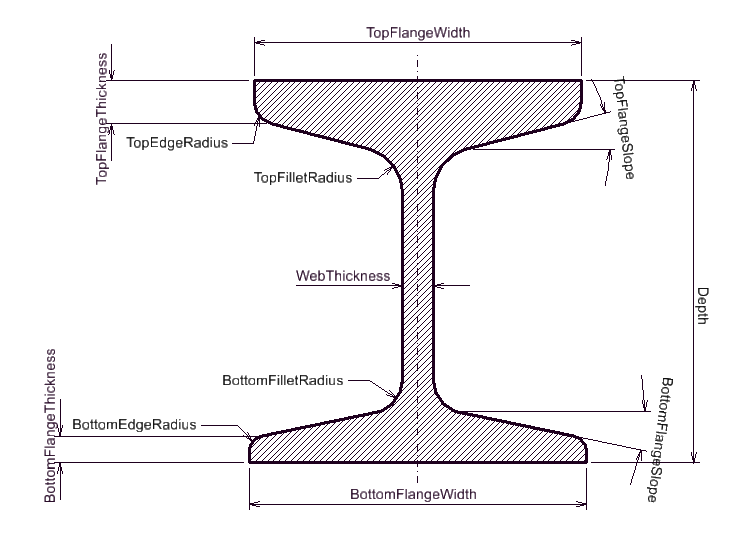 TopFlangeWidth
TopFlangeThickness
TopFlangeSlope
TopEdgeRadius
TopFilletRadius
WebThickness
Depth
BottomFilletRadius
BottomFlangeThickness
BottomFlangeSlope
BottomEdgeRadius
BottomFlangeWidth